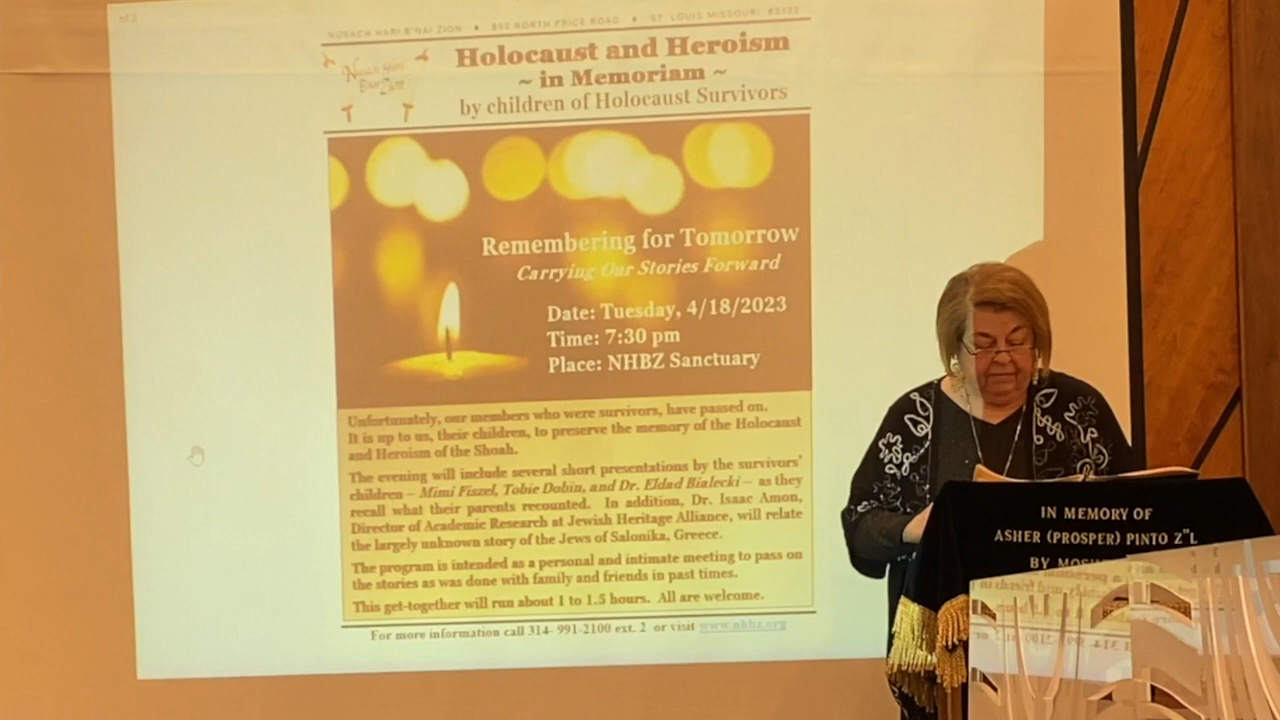 of 3
NUSACH HARI B'NAI ZION ♦ 650 NORTH PRICE ROAD ♦ ST. LOUIS MISSOURI 63132
Nusach Hari
B'nai Zion
Holocaust and Heroism
~ in Memoriam ~
by children of Holocaust Survivors
Remembering for Tomorrow
Carrying Our Stories Forward
Date: Tuesday, 4/18/2023
Time: 7:30 pm
Place: NHBZ Sanctuary
Unfortunately, our members who were survivors, have passed on.
It is up to us, their children, to preserve the memory of the Holocaust
and Heroism of the Shoah.
The evening will include several short presentations by the survivors'
children – Mimi Fiszel, Tobie Dobin, and Dr. Eldad Bialecki – as they
recall what their parents recounted. In addition, Dr. Isaac Amon,
Director of Academic Research at Jewish Heritage Alliance, will relate
the largely unknown story of the Jews of Salonika, Greece.
The program is intended as a personal and intimate meeting to pass on
the stories as was done with family and friends in past times.
This get-together will run about 1 to 1.5 hours. All are welcome.
For more information call 314- 991-2100 ext. 2 or visit www.nhbz.org
IN MEMORY OF
ASHER (PROSPER) PINTO Z"L
BY